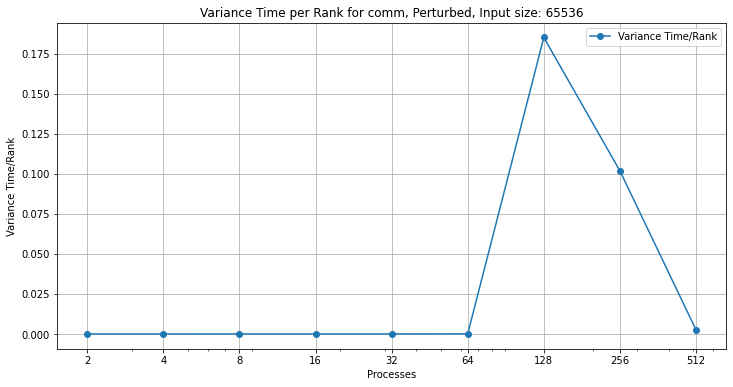 Variance Time per Rank for comm, Perturbed, Input size: 65536
Variance Time/Rank
Variance Time/Rank
0.175
0.150
0.125
0.100
0.075
0.050
0.025
0.000
2 4 8 16 32 64 128 256 512
Processes